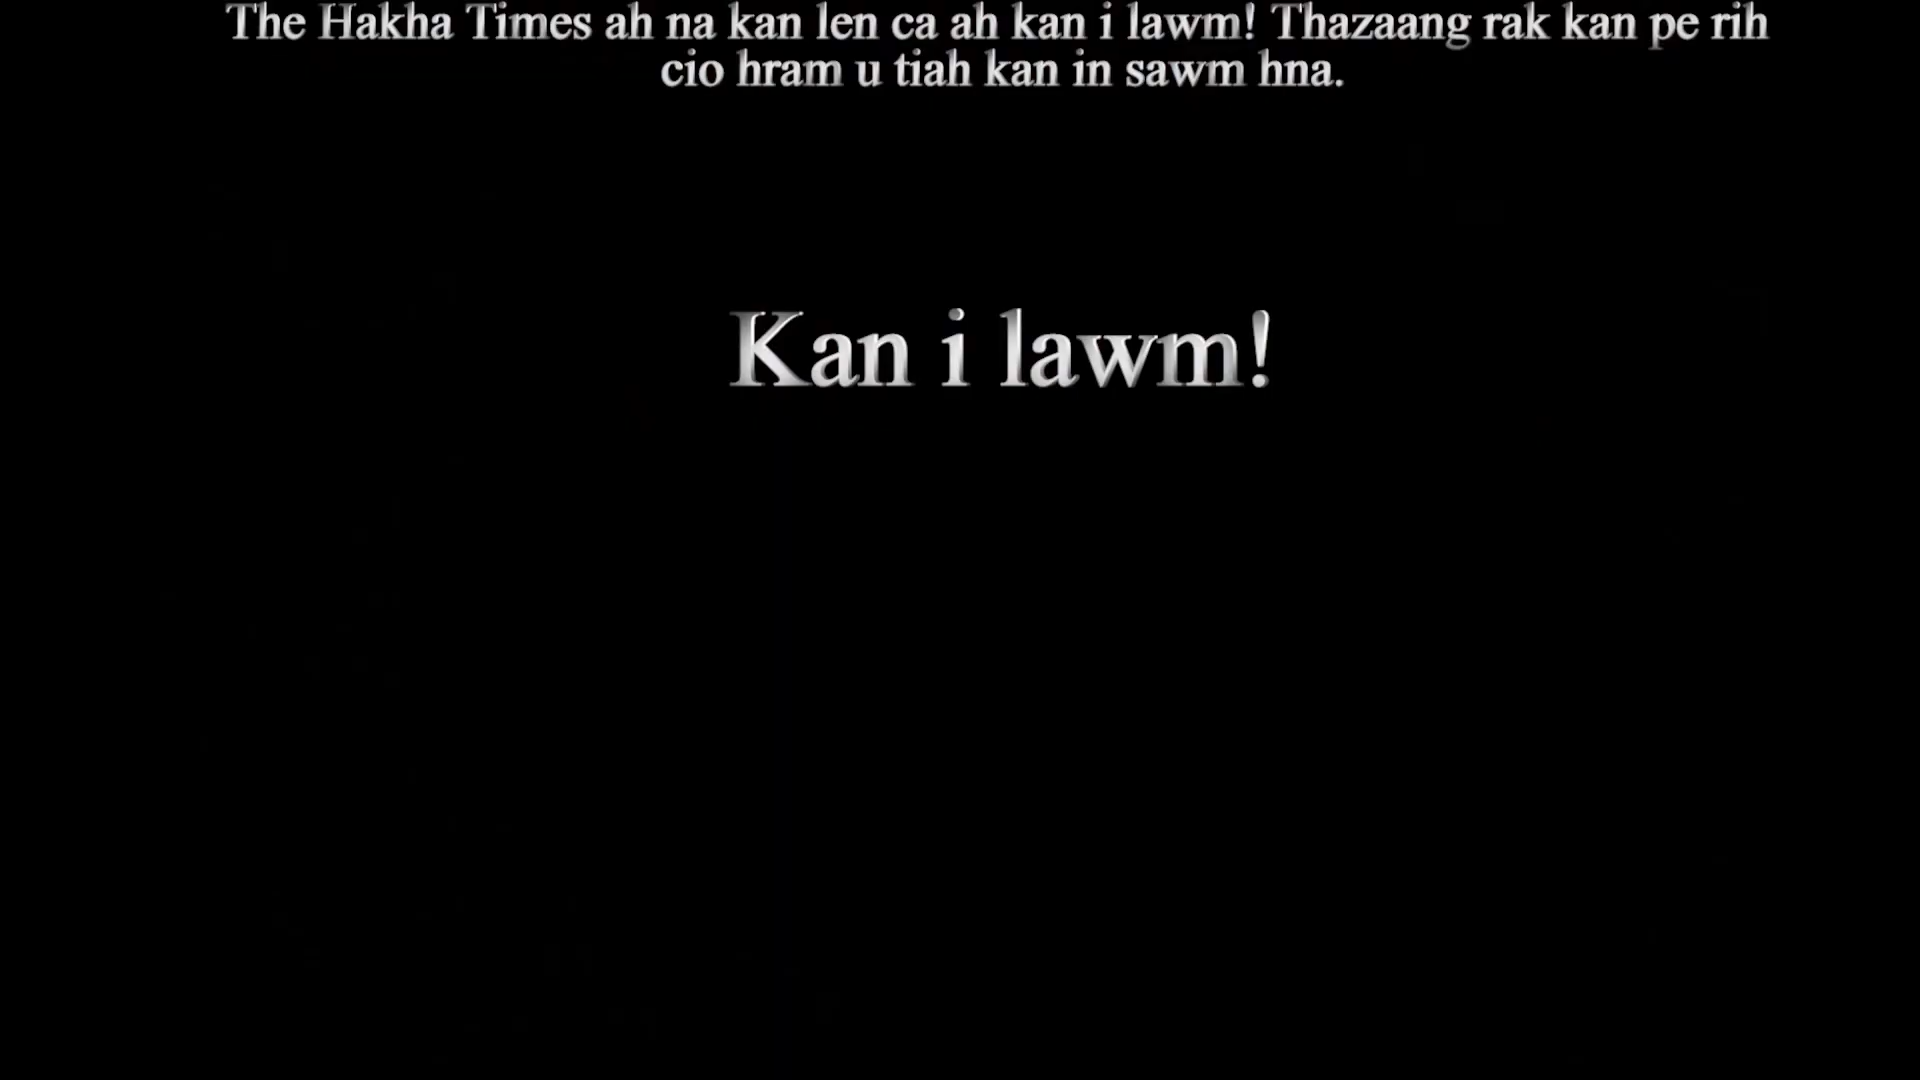 The Hakha Times ah na kan len ca ah kan i lawm! Thazaang rak kan pe rih
cio hram u tiah kan in sawm hna.
Kan i lawm!